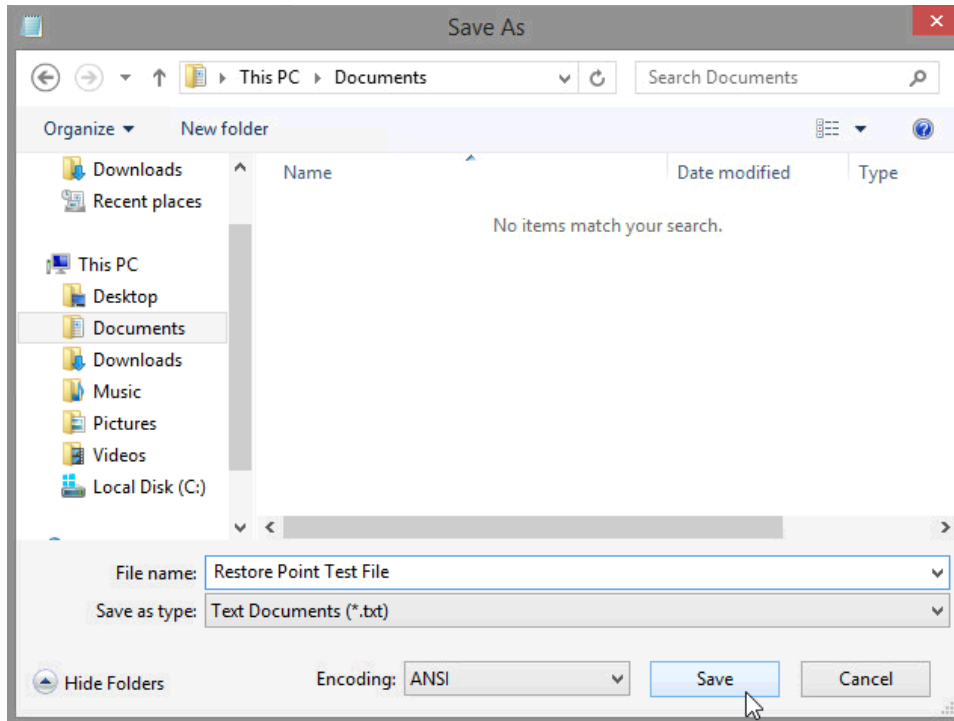 Save As
This PC Documents Search Documents
Organize New folder
Downloads
Recent places
This PC
Desktop
Documents
Downloads
Music
Pictures
Videos
Local Disk (C:)
Name Date modified Type
No items match your search.
File name: Restore Point Test File
Save as type: Text Documents (*.txt)
Hide Folders Encoding: ANSI Save Cancel